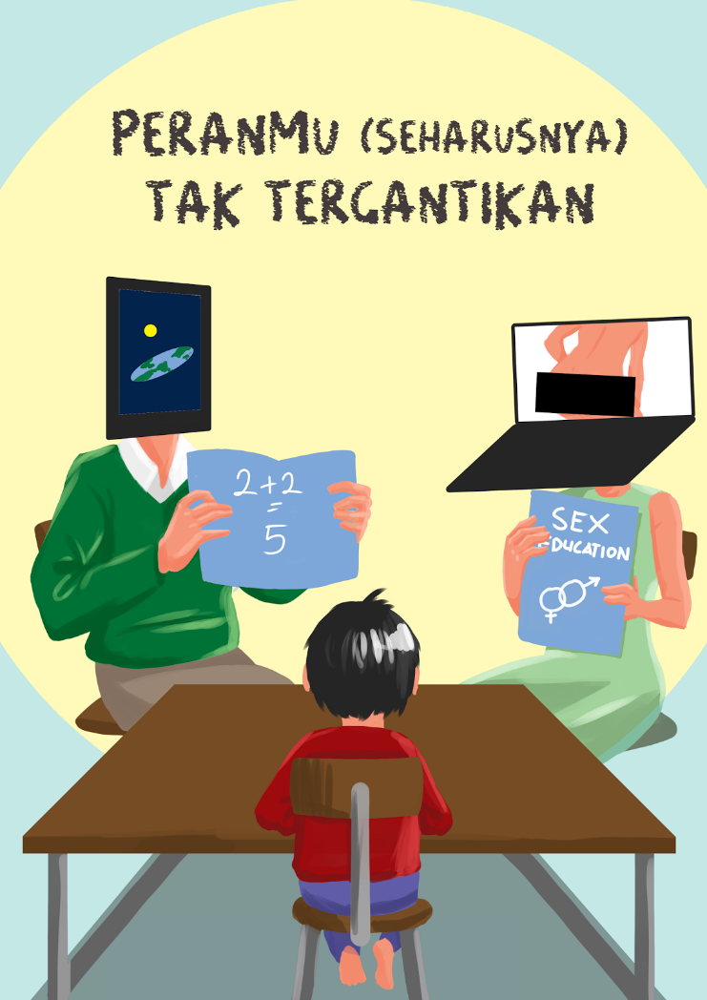 PERANMU (SEHARUSNYA)
TAK TERGANTIKAN
2+2
=
5
SEX
EDUCATION